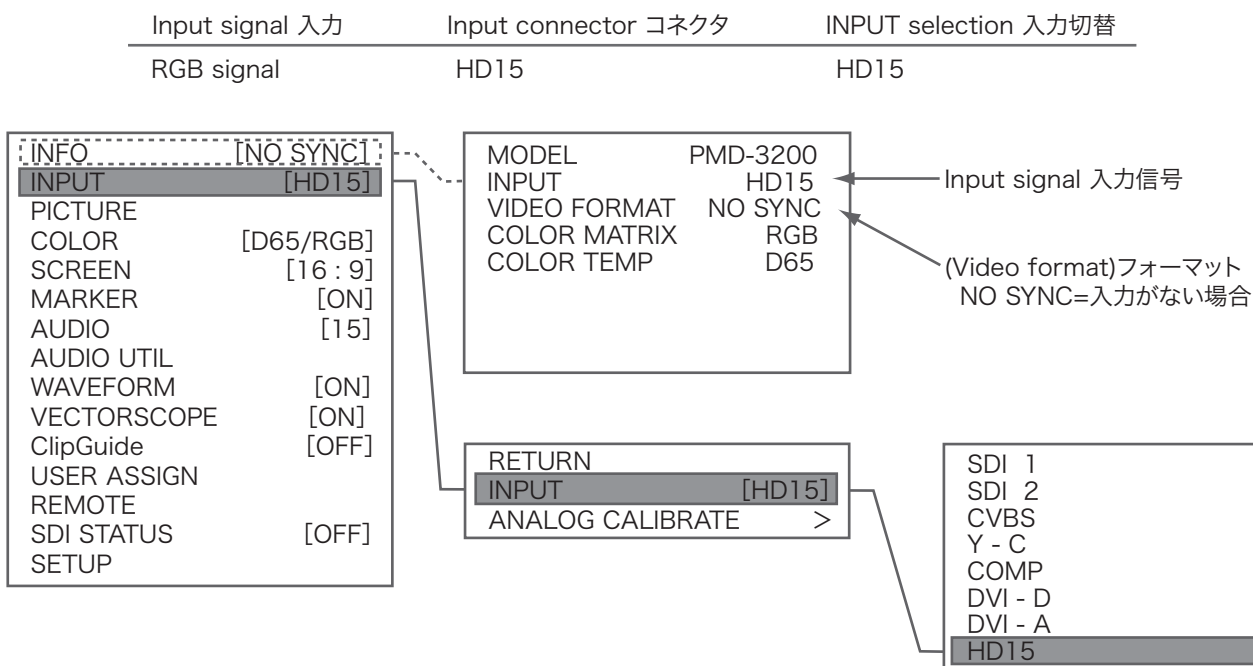 Input signal 入力 Input connector コネクタ INPUT selection 入力切替
RGB signal HD15 HD15
INFO [NO SYNC]
INPUT [HD15]
PICTURE
COLOR [D65/RGB]
SCREEN [16 : 9]
MARKER [ON]
AUDIO [15]
AUDIO UTIL
WAVEFORM [ON]
VECTORSCOPE [ON]
ClipGuide [OFF]
USER ASSIGN
REMOTE
SDI STATUS [OFF]
SETUP
MODEL PMD-3200
INPUT HD15
VIDEO FORMAT NO SYNC
COLOR MATRIX RGB
COLOR TEMP D65
Input signal 入力信号
(Video format)フォーマット
NO SYNC=入力がない場合
RETURN
INPUT [HD15]
ANALOG CALIBRATE >
SDI 1
SDI 2
CVBS
Y - C
COMP
DVI - D
DVI - A
HD15